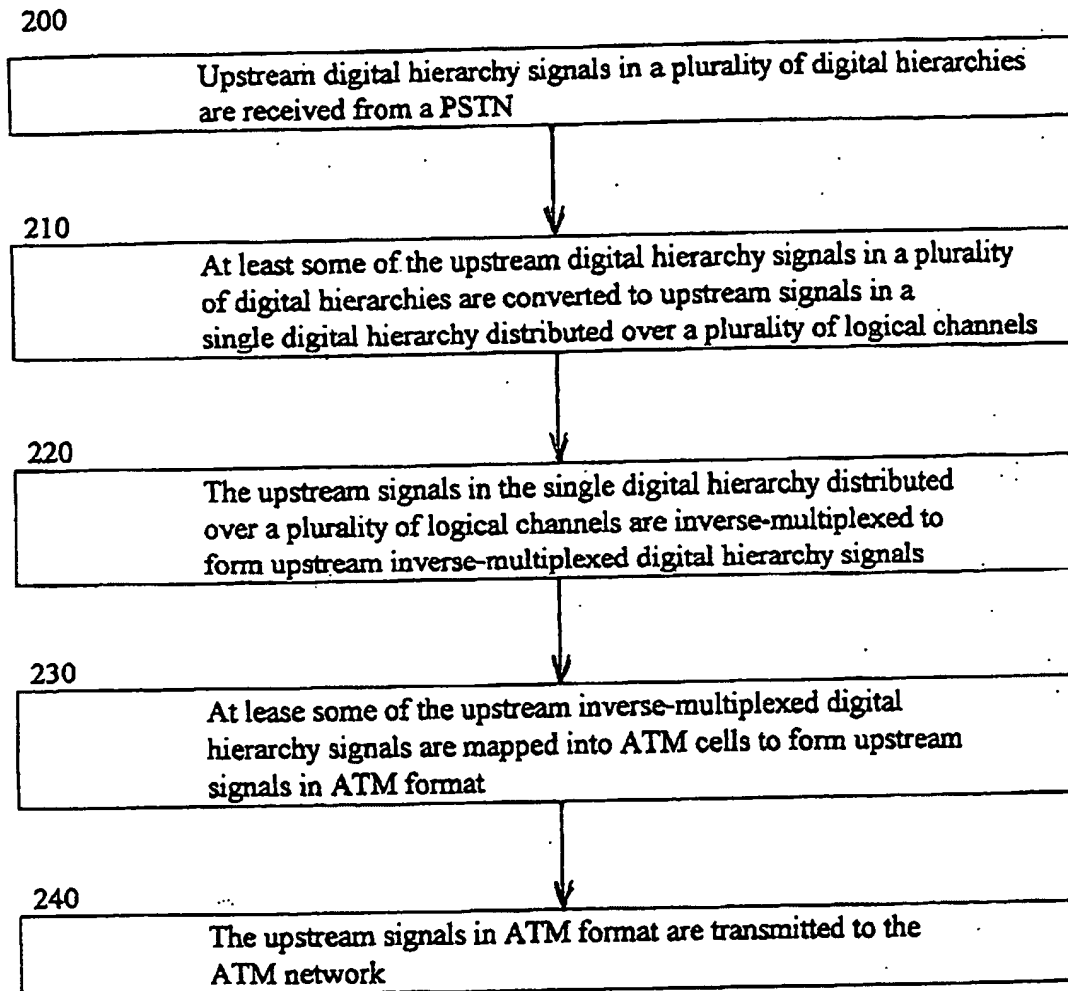 200
Upstream digital hierarchy signals in a plurality of digital hierarchies
are received from a PSTN
210
At least some of the upstream digital hierarchy signals in a plurality
of digital hierarchies are converted to upstream signals in a
single digital hierarchy distributed over a plurality of logical channels
220
The upstream signals in the single digital hierarchy distributed
over a plurality of logical channels are inverse-multiplexed to
form upstream inverse-multiplexed digital hierarchy signals
230
At lease some of the upstream inverse-multiplexed digital
hierarchy signals are mapped into ATM cells to form upstream
signals in ATM format
240
The upstream signals in ATM format are transmitted to the
ATM network